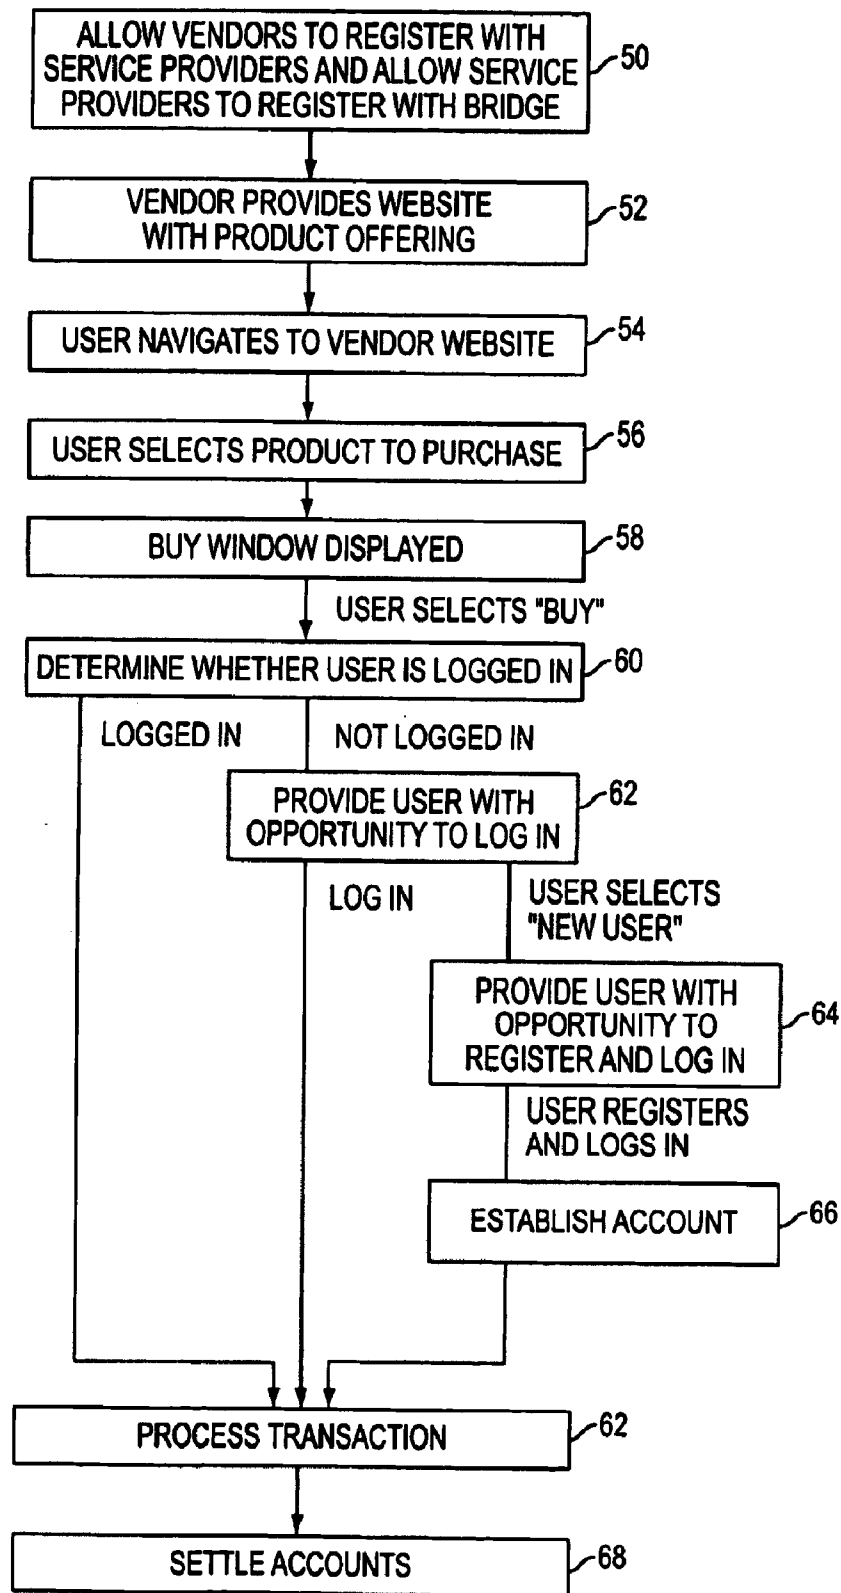 ALLOW VENDORS TO REGISTER WITH
SERVICE PROVIDERS AND ALLOW SERVICE
PROVIDERS TO REGISTER WITH BRIDGE
50
VENDOR PROVIDES WEBSITE
WITH PRODUCT OFFERING
52
USER NAVIGATES TO VENDOR WEBSITE
54
USER SELECTS PRODUCT TO PURCHASE
56
BUY WINDOW DISPLAYED
58
USER SELECTS "BUY"
DETERMINE WHETHER USER IS LOGGED IN
60
LOGGED IN
NOT LOGGED IN
PROVIDE USER WITH
OPPORTUNITY TO LOG IN
62
LOG IN
USER SELECTS
"NEW USER"
PROVIDE USER WITH
OPPORTUNITY TO
REGISTER AND LOG IN
64
USER REGISTERS
AND LOGS IN
ESTABLISH ACCOUNT
66
PROCESS TRANSACTION
62
SETTLE ACCOUNTS
68